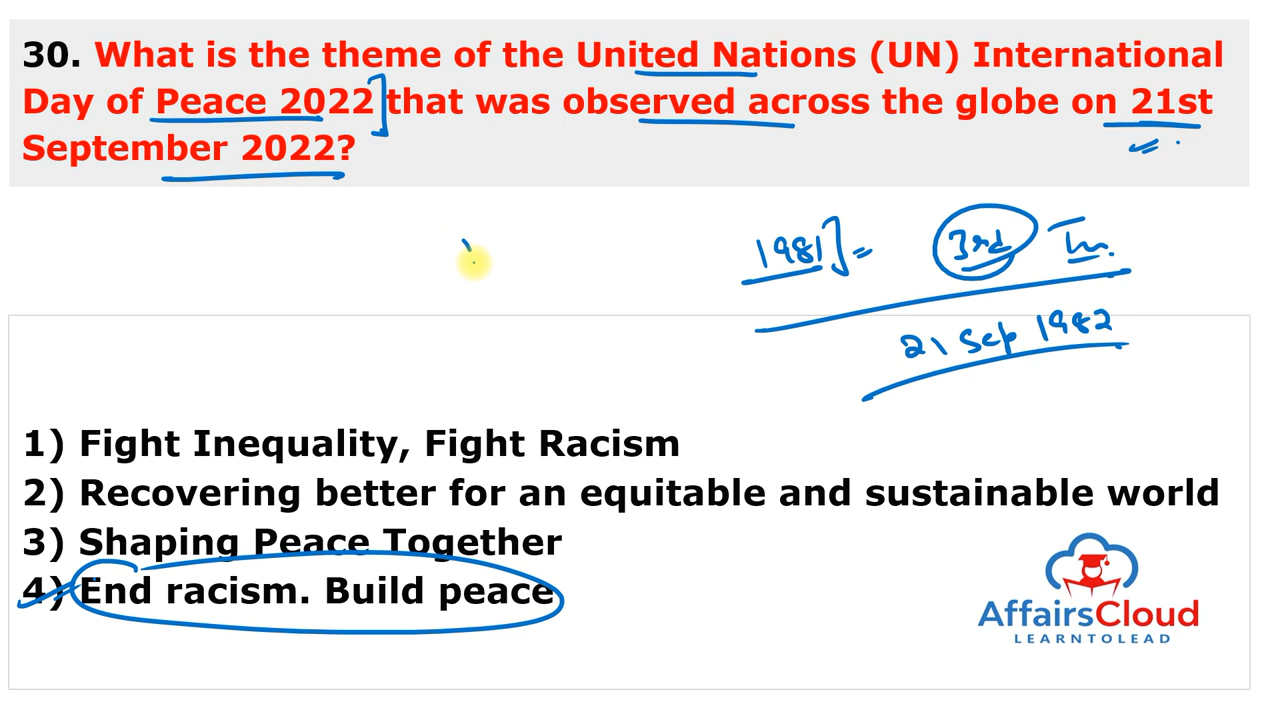 30. What is the theme of the United Nations (UN) International
Day of Peace 2022 that was observed across the globe on 21st
September 2022?
1981] = 3rd Tu.
21 Sep 1982
1) Fight Inequality, Fight Racism
2) Recovering better for an equitable and sustainable world
3) Shaping Peace Together
4) End racism. Build peace
AffairsCloud
LEARNTOLEAD